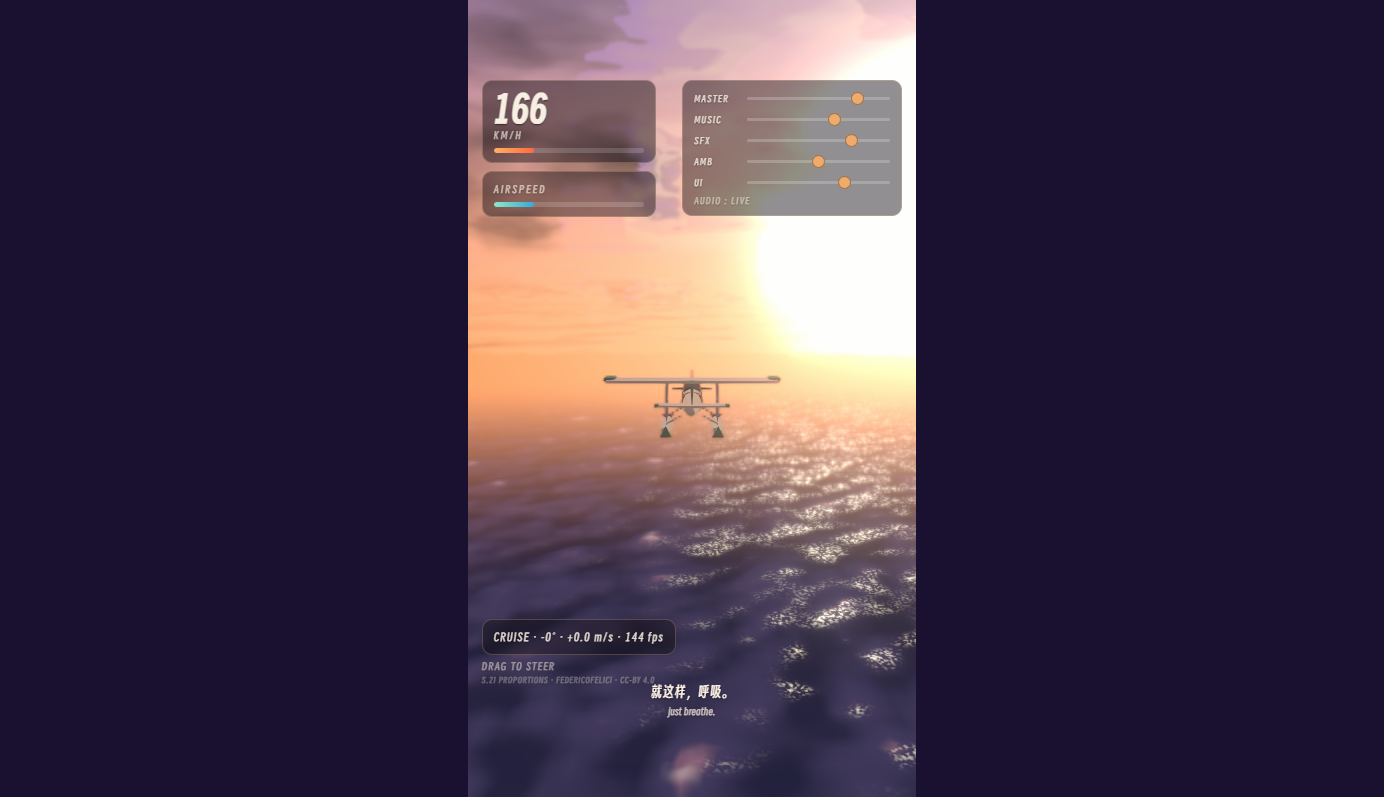 166
KM/H
AIRSPEED
MASTER
MUSIC
SFX
AMB
UI
AUDIO : LIVE
CRUISE · -0° · +0.0 m/s · 144 fps
DRAG TO STEER
S.21 PROPORTIONS · FEDERICOFELICI · CC-BY 4.0
就这样，呼吸。
just breathe.